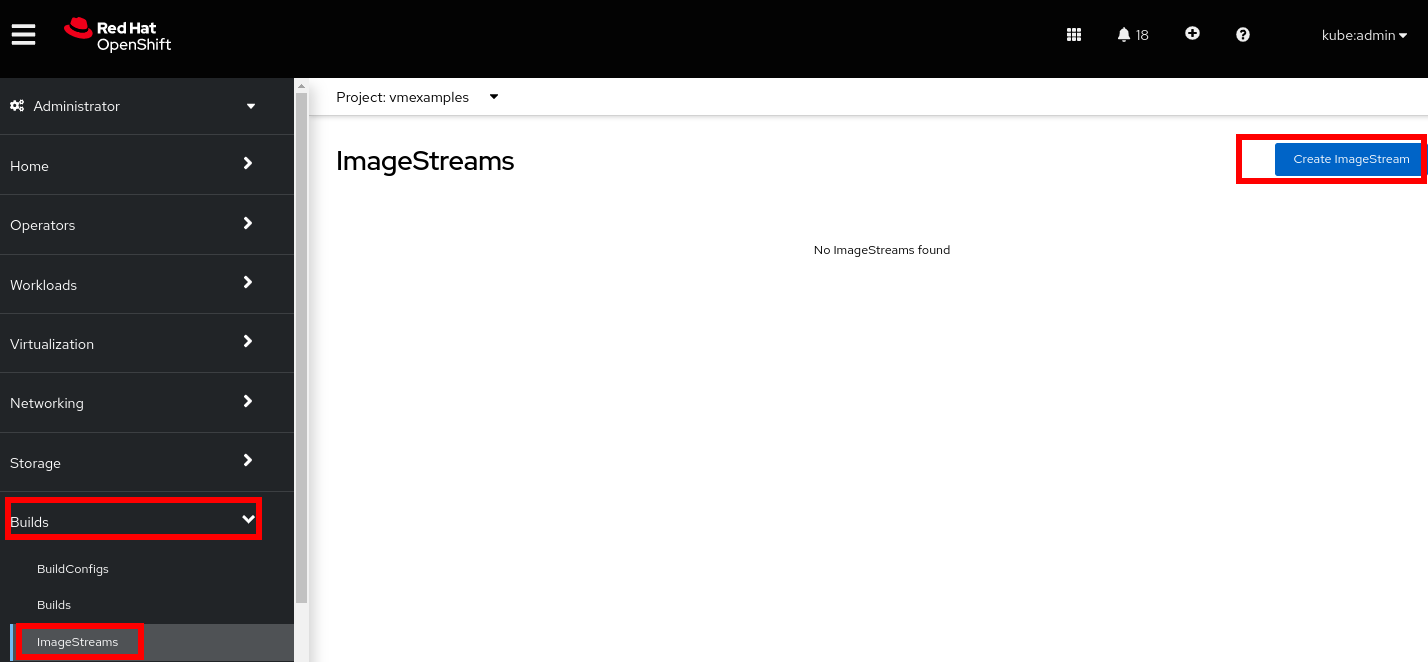 Red Hat
OpenShift
18
kube:admin
Administrator
Home
Operators
Workloads
Virtualization
Networking
Storage
Builds
BuildConfigs
Builds
ImageStreams
Project: vmexamples
ImageStreams
Create ImageStream
No ImageStreams found